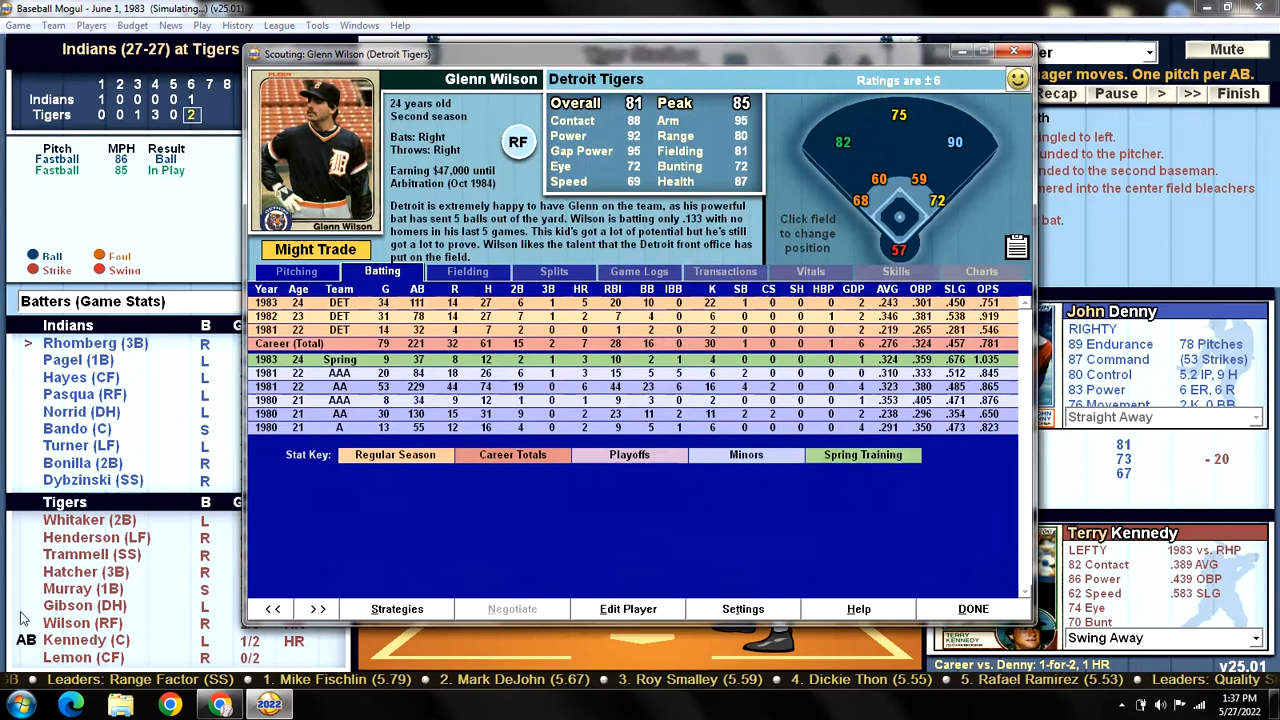 Baseball Mogul - June 1, 1983 (Simulating...) (v25.01)
Game Team Players Budget News Play History League Tools Windows Help
Indians (27-27) at Tigers
1 2 3 4 5 6 7 8
Indians 1 0 0 0 0 1
Tigers 0 0 1 3 0 2
Pitch MPH Result
Fastball 86 Ball
Fastball 85 In Play
Ball Foul
Strike Swing
Batters (Game Stats)
Indians B
> Rhomberg (3B) R
Pagel (1B) L
Hayes (CF) L
Pasqua (RF) L
Norrid (DH) L
Bando (C) S
Turner (LF) L
Bonilla (2B) R
Dybzinski (SS) R
Tigers B
Whitaker (2B) L
Henderson (LF) R
Trammell (SS) R
Hatcher (3B) R
Murray (1B) S
Gibson (DH) L
Wilson (RF) R 1/2 HR
AB Kennedy (C) L 1/2 HR
Lemon (CF) R 0/2
Scouting: Glenn Wilson (Detroit Tigers)
Glenn Wilson
Detroit Tigers
Ratings are ± 6
FLEER
Glenn Wilson
Might Trade
24 years old
Second season
Bats: Right
Throws: Right
Earning $47,000 until
Arbitration (Oct 1984)
RF
Overall 81 Peak 85
Contact 88 Arm 95
Power 92 Range 80
Gap Power 95 Fielding 81
Eye 72 Bunting 72
Speed 69 Health 87
Detroit is extremely happy to have Glenn on the team, as his powerful
bat has sent 5 balls out of the yard. Wilson is batting only .133 with no
homers in his last 5 games. This kid's got a lot of potential but he's still
got a lot to prove. Wilson likes the talent that the Detroit front office has
put on the field.
75
82 90
60 59
68 72
57
Click field
to change
position
Pitching Batting Fielding Splits Game Logs Transactions Vitals Skills Charts
Year Age Team G AB R H 2B 3B HR RBI BB IBB K SB CS SH HBP GDP AVG OBP SLG OPS
1983 24 DET 34 111 14 27 6 1 5 20 10 0 22 1 0 0 0 2 .243 .301 .450 .751
1982 23 DET 31 78 14 27 7 1 2 7 4 0 6 0 0 0 0 2 .346 .381 .538 .919
1981 22 DET 14 32 4 7 2 0 0 1 2 0 2 0 0 0 0 2 .219 .265 .281 .546
Career (Total) 79 221 32 61 15 2 7 28 16 0 30 1 0 0 0 6 .276 .324 .457 .781
1983 24 Spring 9 37 8 12 2 1 3 10 2 1 4 0 0 0 0 1 .324 .359 .676 1.035
1981 22 AAA 20 84 18 26 6 1 3 15 5 5 6 2 0 0 0 1 .310 .333 .512 .845
1981 22 AA 53 229 44 74 19 0 6 44 23 6 16 4 2 0 0 4 .323 .380 .485 .865
1980 21 AAA 8 34 9 12 1 0 1 9 3 2 4 0 0 0 0 0 .353 .405 .471 .876
1980 21 AA 30 130 15 31 9 0 2 23 11 2 11 2 2 0 0 2 .238 .296 .354 .650
1980 21 A 13 55 12 16 4 0 2 9 5 1 6 0 0 0 0 4 .291 .350 .473 .823
Stat Key: Regular Season Career Totals Playoffs Minors Spring Training
<< >> Strategies Negotiate Edit Player Settings Help DONE
Mute
One pitch per AB.
Recap Pause > >> Finish
singled to left.
to the pitcher.
to the second baseman.
into the center field bleachers
John Denny
RIGHTY
89 Endurance 78 Pitches
87 Command (53 Strikes)
80 Control 5.2 IP, 9 H
83 Power 6 ER, 6 R
76 Movement 2 K, 0 BB
Straight Away
81
73 - 20
67
Terry Kennedy
LEFTY 1983 vs. RHP
82 Contact .389 AVG
86 Power .439 OBP
62 Speed .583 SLG
74 Eye
70 Bunt
TERRY KENNEDY
Swing Away
Career vs. Denny: 1-for-2, 1 HR
v25.01
Leaders: Range Factor (SS) 1. Mike Fischlin (5.79) 2. Mark DeJohn (5.67) 3. Roy Smalley (5.59) 4. Dickie Thon (5.55) 5. Rafael Ramirez (5.53) Leaders: Quality
2022
1:37 PM
5/27/2022